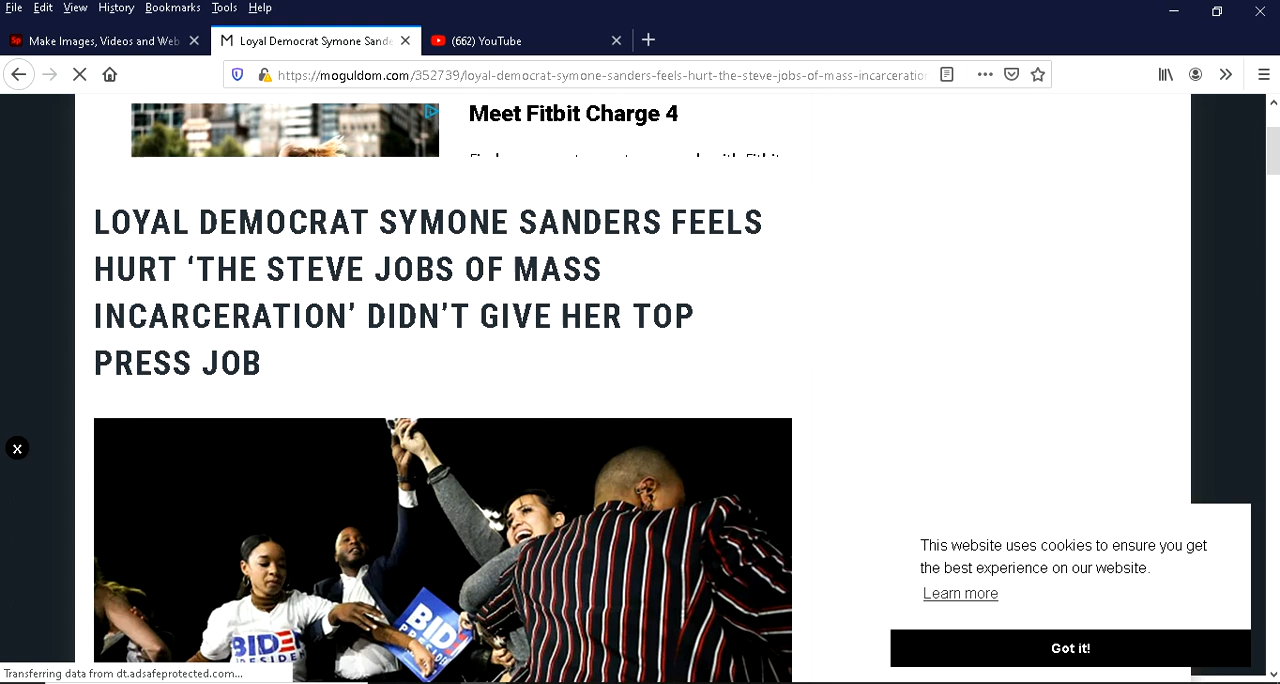 File Edit View History Bookmarks Tools Help
Make Images, Videos and Web
Loyal Democrat Symone Sande
(662) YouTube
https://moguldom.com/352739/loyal-democrat-symone-sanders-feels-hurt-the-steve-jobs-of-mass-incarceratio
Meet Fitbit Charge 4
LOYAL DEMOCRAT SYMONE SANDERS FEELS
HURT ‘THE STEVE JOBS OF MASS
INCARCERATION’ DIDN’T GIVE HER TOP
PRESS JOB
x
This website uses cookies to ensure you get
the best experience on our website.
Learn more
Got it!
Transferring data from dt.adsafeprotected.com...